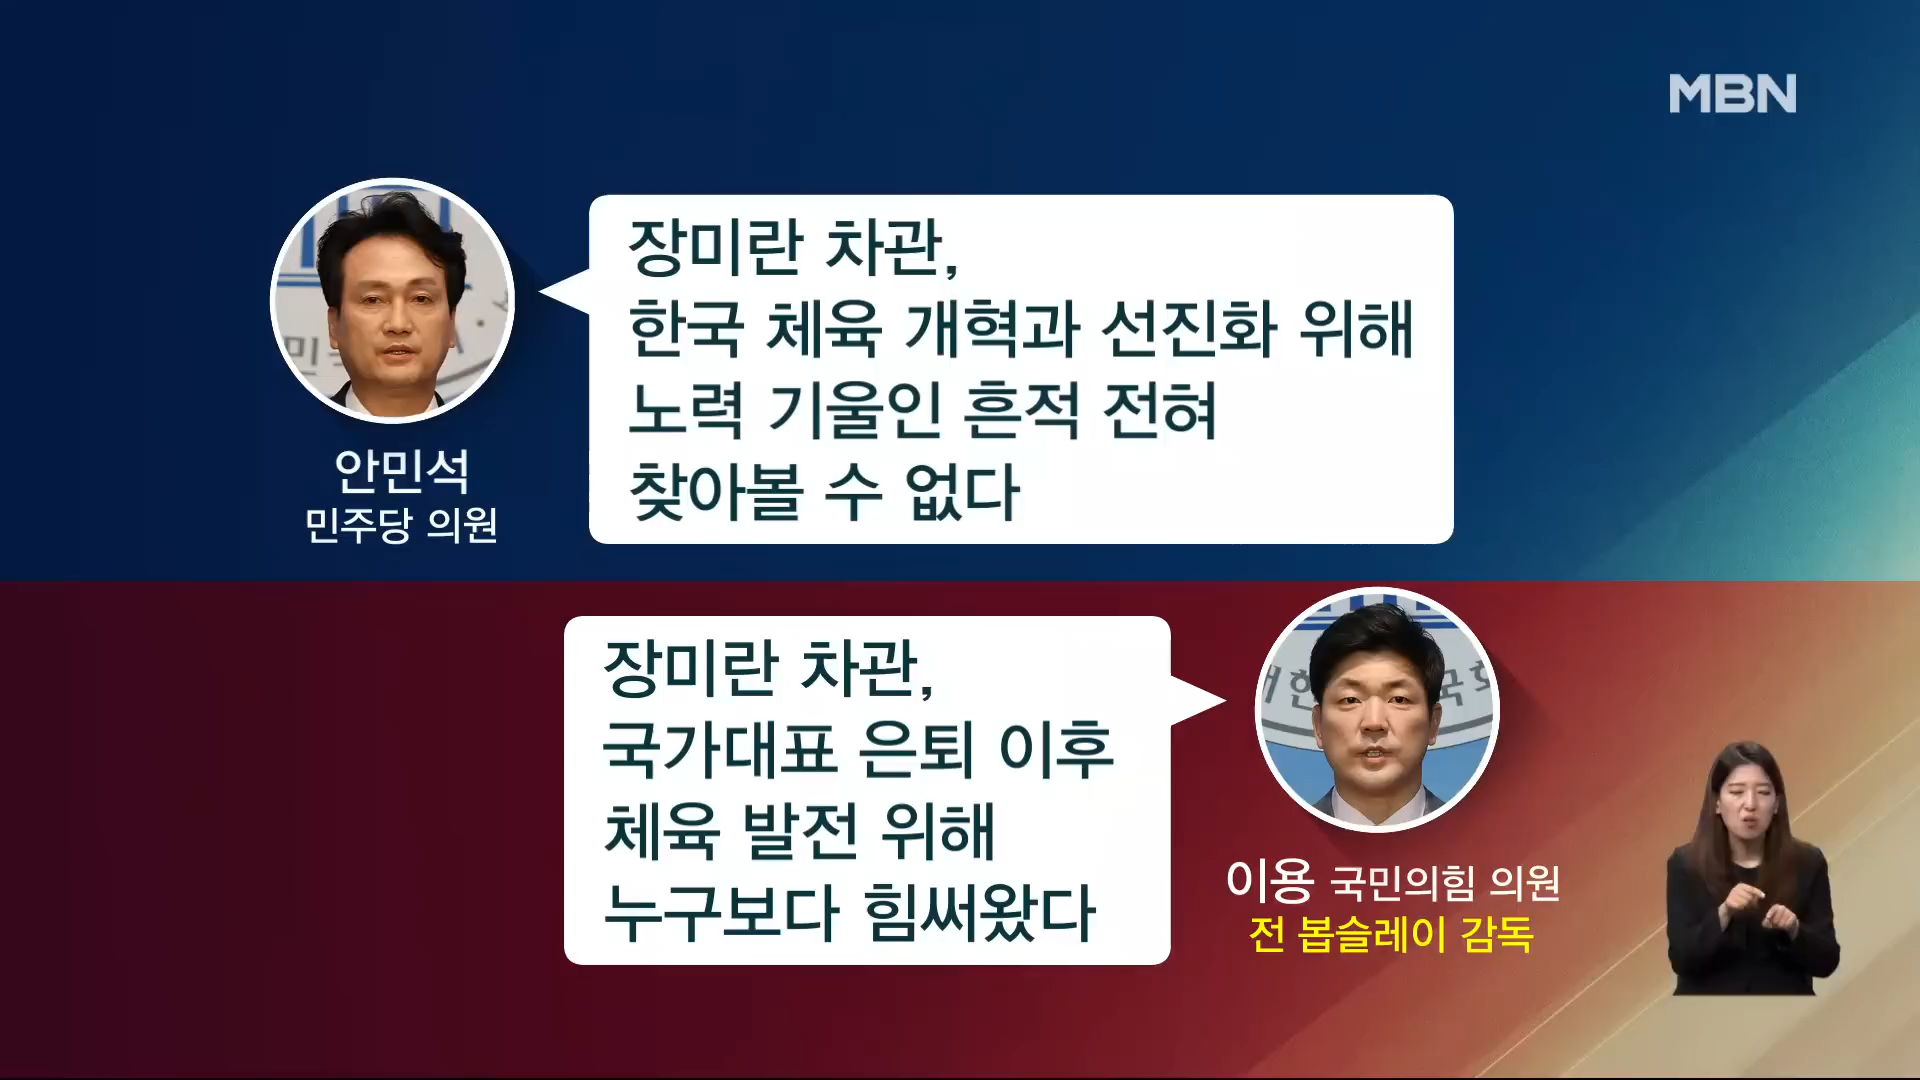 MBN
장미란 차관,
한국 체육 개혁과 선진화 위해
노력 기울인 흔적 전혀
찾아볼 수 없다
안민석
민주당 의원
장미란 차관,
국가대표 은퇴 이후
체육 발전 위해
누구보다 힘써왔다
이용 국민의힘 의원
전 봅슬레이 감독